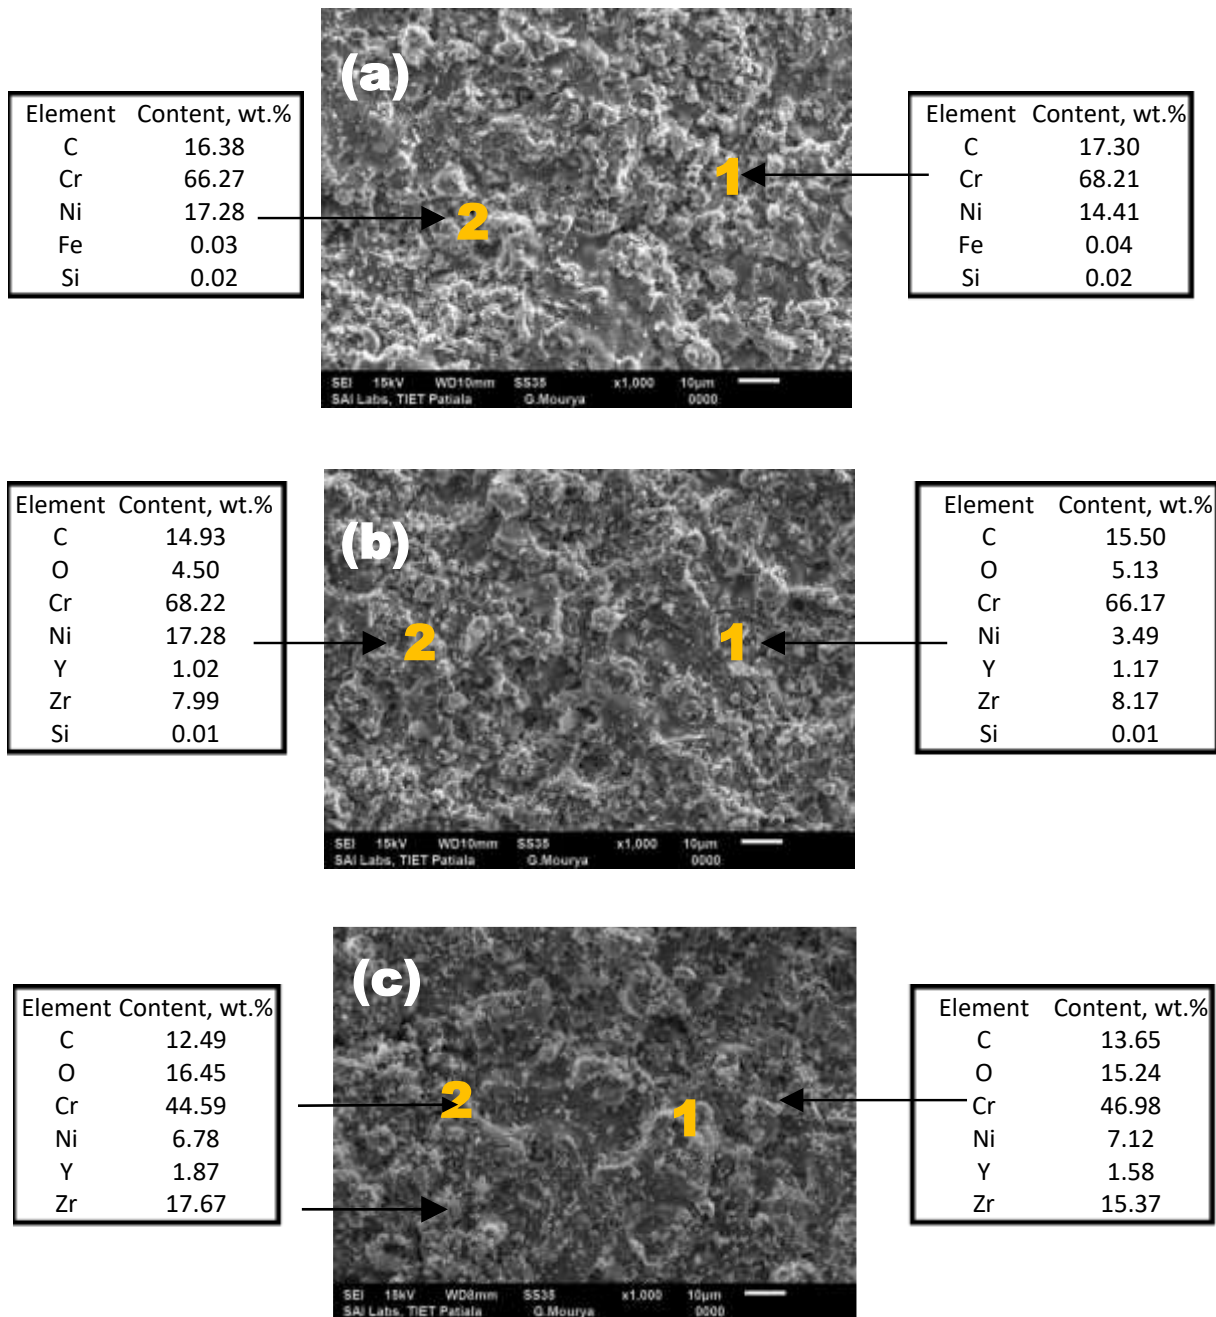 (a)
Element Content, wt.%
C 16.38
Cr 66.27
Ni 17.28
Fe 0.03
Si 0.02
2
1
Element Content, wt.%
C 17.30
Cr 68.21
Ni 14.41
Fe 0.04
Si 0.02
SEI 15kV WD10mm SS35 x1,000 10µm
SAI Labs, TIET Patiala G.Mourya 0000
(b)
Element Content, wt.%
C 14.93
O 4.50
Cr 68.22
Ni 17.28
Y 1.02
Zr 7.99
Si 0.01
2
1
Element Content, wt.%
C 15.50
O 5.13
Cr 66.17
Ni 3.49
Y 1.17
Zr 8.17
Si 0.01
SEI 15kV WD10mm SS35 x1,000 10µm
SAI Labs, TIET Patiala G.Mourya 0000
(c)
Element Content, wt.%
C 12.49
O 16.45
Cr 44.59
Ni 6.78
Y 1.87
Zr 17.67
2
1
Element Content, wt.%
C 13.65
O 15.24
Cr 46.98
Ni 7.12
Y 1.58
Zr 15.37
SEI 15kV WD8mm SS35 x1,000 10µm
SAI Labs, TIET Patiala G.Mourya 0000